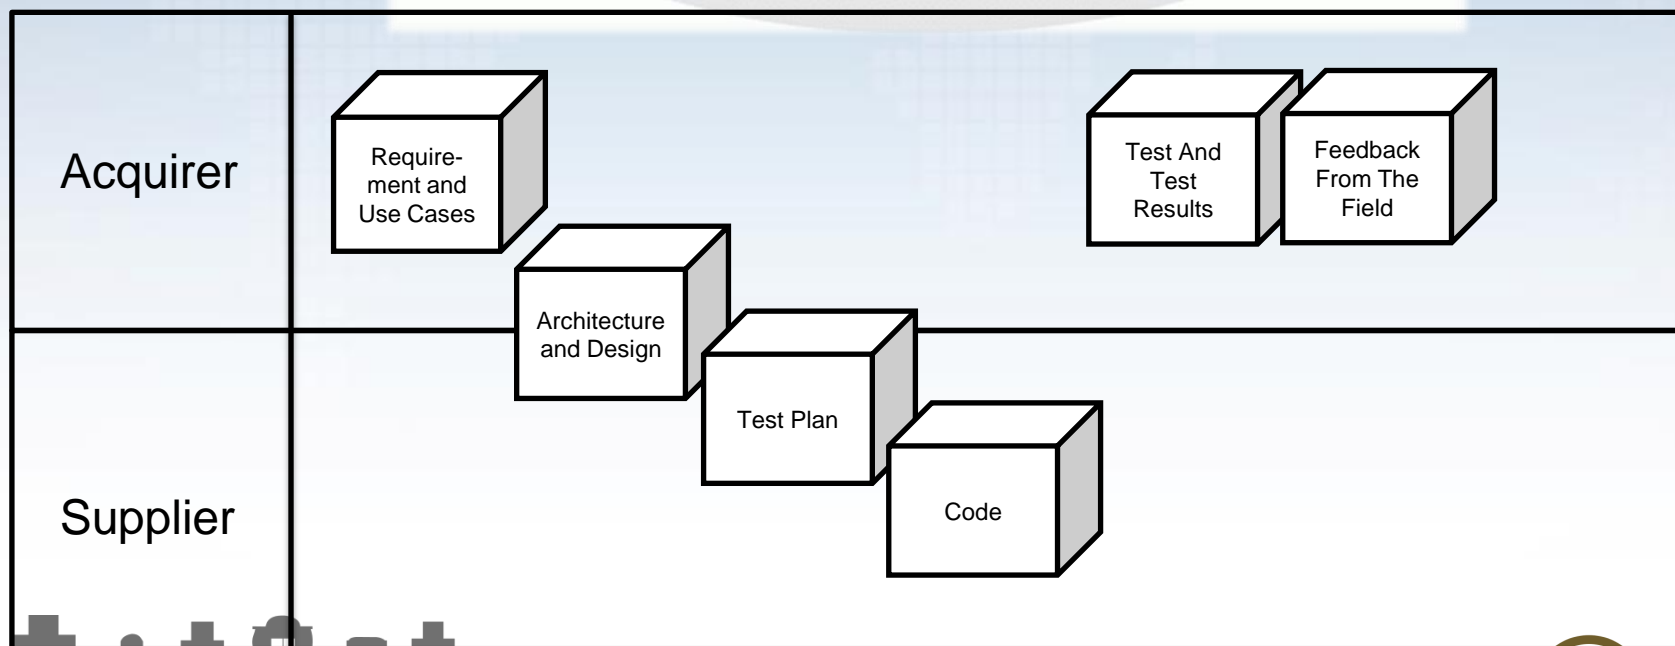 Acquirer
Require-
ment and
Use Cases
Test And
Test
Results
Feedback
From The
Field
Architecture
and Design
Test Plan
Supplier
Code